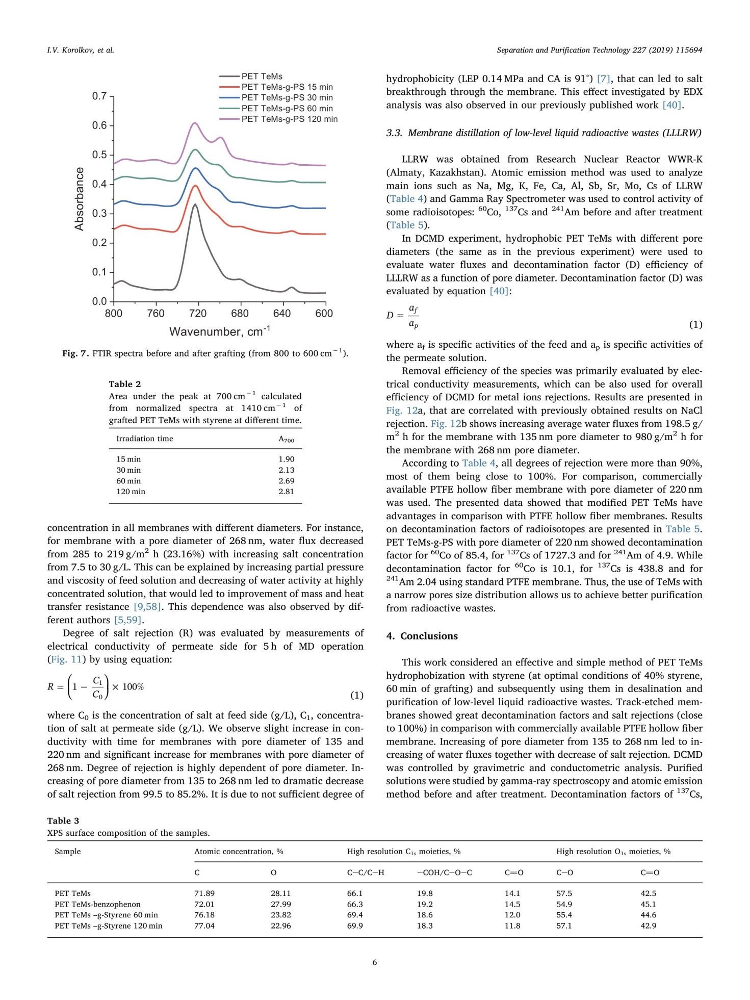 I.V. Korolkov, et al.
Separation and Purification Technology 227 (2019) 115694
PET TeMs
PET TeMs-g-PS 15 min
PET TeMs-g-PS 30 min
PET TeMs-g-PS 60 min
PET TeMs-g-PS 120 min
0.7
0.6
0.5
0.4
0.3
0.2
0.1
0.0
Absorbance
800 760 720 680 640 600
Wavenumber, cm⁻¹
Fig. 7. FTIR spectra before and after grafting (from 800 to 600 cm⁻¹).
Table 2
Area under the peak at 700 cm⁻¹ calculated
from normalized spectra at 1410 cm⁻¹ of
grafted PET TeMs with styrene at different time.
Irradiation time A₇₀₀
15 min 1.90
30 min 2.13
60 min 2.69
120 min 2.81
concentration in all membranes with different diameters. For instance,
for membrane with a pore diameter of 268 nm, water flux decreased
from 285 to 219 g/m² h (23.16%) with increasing salt concentration
from 7.5 to 30 g/L. This can be explained by increasing partial pressure
and viscosity of feed solution and decreasing of water activity at highly
concentrated solution, that would led to improvement of mass and heat
transfer resistance [9,58]. This dependence was also observed by dif-
ferent authors [5,59].
Degree of salt rejection (R) was evaluated by measurements of
electrical conductivity of permeate side for 5 h of MD operation
(Fig. 11) by using equation:
R = (1 − C₁/C₀) × 100% (1)
where C₀ is the concentration of salt at feed side (g/L), C₁, concentra-
tion of salt at permeate side (g/L). We observe slight increase in con-
ductivity with time for membranes with pore diameter of 135 and
220 nm and significant increase for membranes with pore diameter of
268 nm. Degree of rejection is highly dependent of pore diameter. In-
creasing of pore diameter from 135 to 268 nm led to dramatic decrease
of salt rejection from 99.5 to 85.2%. It is due to not sufficient degree of
hydrophobicity (LEP 0.14 MPa and CA is 91°) [7], that can led to salt
breakthrough through the membrane. This effect investigated by EDX
analysis was also observed in our previously published work [40].
3.3. Membrane distillation of low-level liquid radioactive wastes (LLLRW)
LLRW was obtained from Research Nuclear Reactor WWR-K
(Almaty, Kazakhstan). Atomic emission method was used to analyze
main ions such as Na, Mg, K, Fe, Ca, Al, Sb, Sr, Mo, Cs of LLRW
(Table 4) and Gamma Ray Spectrometer was used to control activity of
some radioisotopes: ⁶⁰Co, ¹³⁷Cs and ²⁴¹Am before and after treatment
(Table 5).
In DCMD experiment, hydrophobic PET TeMs with different pore
diameters (the same as in the previous experiment) were used to
evaluate water fluxes and decontamination factor (D) efficiency of
LLLRW as a function of pore diameter. Decontamination factor (D) was
evaluated by equation [40]:
D = a_f/a_p (1)
where a_f is specific activities of the feed and a_p is specific activities of
the permeate solution.
Removal efficiency of the species was primarily evaluated by elec-
trical conductivity measurements, which can be also used for overall
efficiency of DCMD for metal ions rejections. Results are presented in
Fig. 12a, that are correlated with previously obtained results on NaCl
rejection. Fig. 12b shows increasing average water fluxes from 198.5 g/
m² h for the membrane with 135 nm pore diameter to 980 g/m² h for
the membrane with 268 nm pore diameter.
According to Table 4, all degrees of rejection were more than 90%,
most of them being close to 100%. For comparison, commercially
available PTFE hollow fiber membrane with pore diameter of 220 nm
was used. The presented data showed that modified PET TeMs have
advantages in comparison with PTFE hollow fiber membranes. Results
on decontamination factors of radioisotopes are presented in Table 5.
PET TeMs-g-PS with pore diameter of 220 nm showed decontamination
factor for ⁶⁰Co of 85.4, for ¹³⁷Cs of 1727.3 and for ²⁴¹Am of 4.9. While
decontamination factor for ⁶⁰Co is 10.1, for ¹³⁷Cs is 438.8 and for
²⁴¹Am 2.04 using standard PTFE membrane. Thus, the use of TeMs with
a narrow pores size distribution allows us to achieve better purification
from radioactive wastes.
4. Conclusions
This work considered an effective and simple method of PET TeMs
hydrophobization with styrene (at optimal conditions of 40% styrene,
60 min of grafting) and subsequently using them in desalination and
purification of low-level liquid radioactive wastes. Track-etched mem-
branes showed great decontamination factors and salt rejections (close
to 100%) in comparison with commercially available PTFE hollow fiber
membrane. Increasing of pore diameter from 135 to 268 nm led to in-
creasing of water fluxes together with decrease of salt rejection. DCMD
was controlled by gravimetric and conductometric analysis. Purified
solutions were studied by gamma-ray spectroscopy and atomic emission
method before and after treatment. Decontamination factors of ¹³⁷Cs,
Table 3
XPS surface composition of the samples.
Sample Atomic concentration, % High resolution C₁ₛ moieties, % High resolution O₁ₛ moieties, %
C O C−C/C−H −COH/C−O−C C=O C−O C=O
PET TeMs 71.89 28.11 66.1 19.8 14.1 57.5 42.5
PET TeMs-benzophenon 72.01 27.99 66.3 19.2 14.5 54.9 45.1
PET TeMs –g-Styrene 60 min 76.18 23.82 69.4 18.6 12.0 55.4 44.6
PET TeMs –g-Styrene 120 min 77.04 22.96 69.9 18.3 11.8 57.1 42.9
6